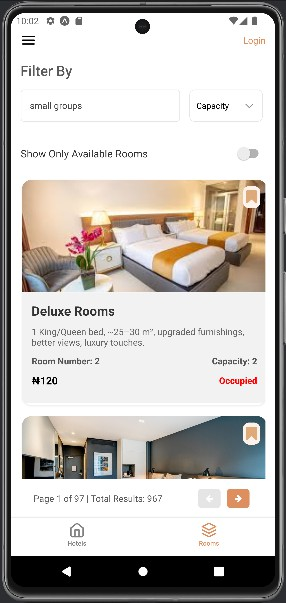 10:02
Login
Filter By
small groups
Capacity
Show Only Available Rooms
Deluxe Rooms
1 King/Queen bed, ~25–30 m², upgraded furnishings,
better views, luxury touches.
Room Number: 2 Capacity: 2
₦120 Occupied
Page 1 of 97 | Total Results: 967
Hotels Rooms